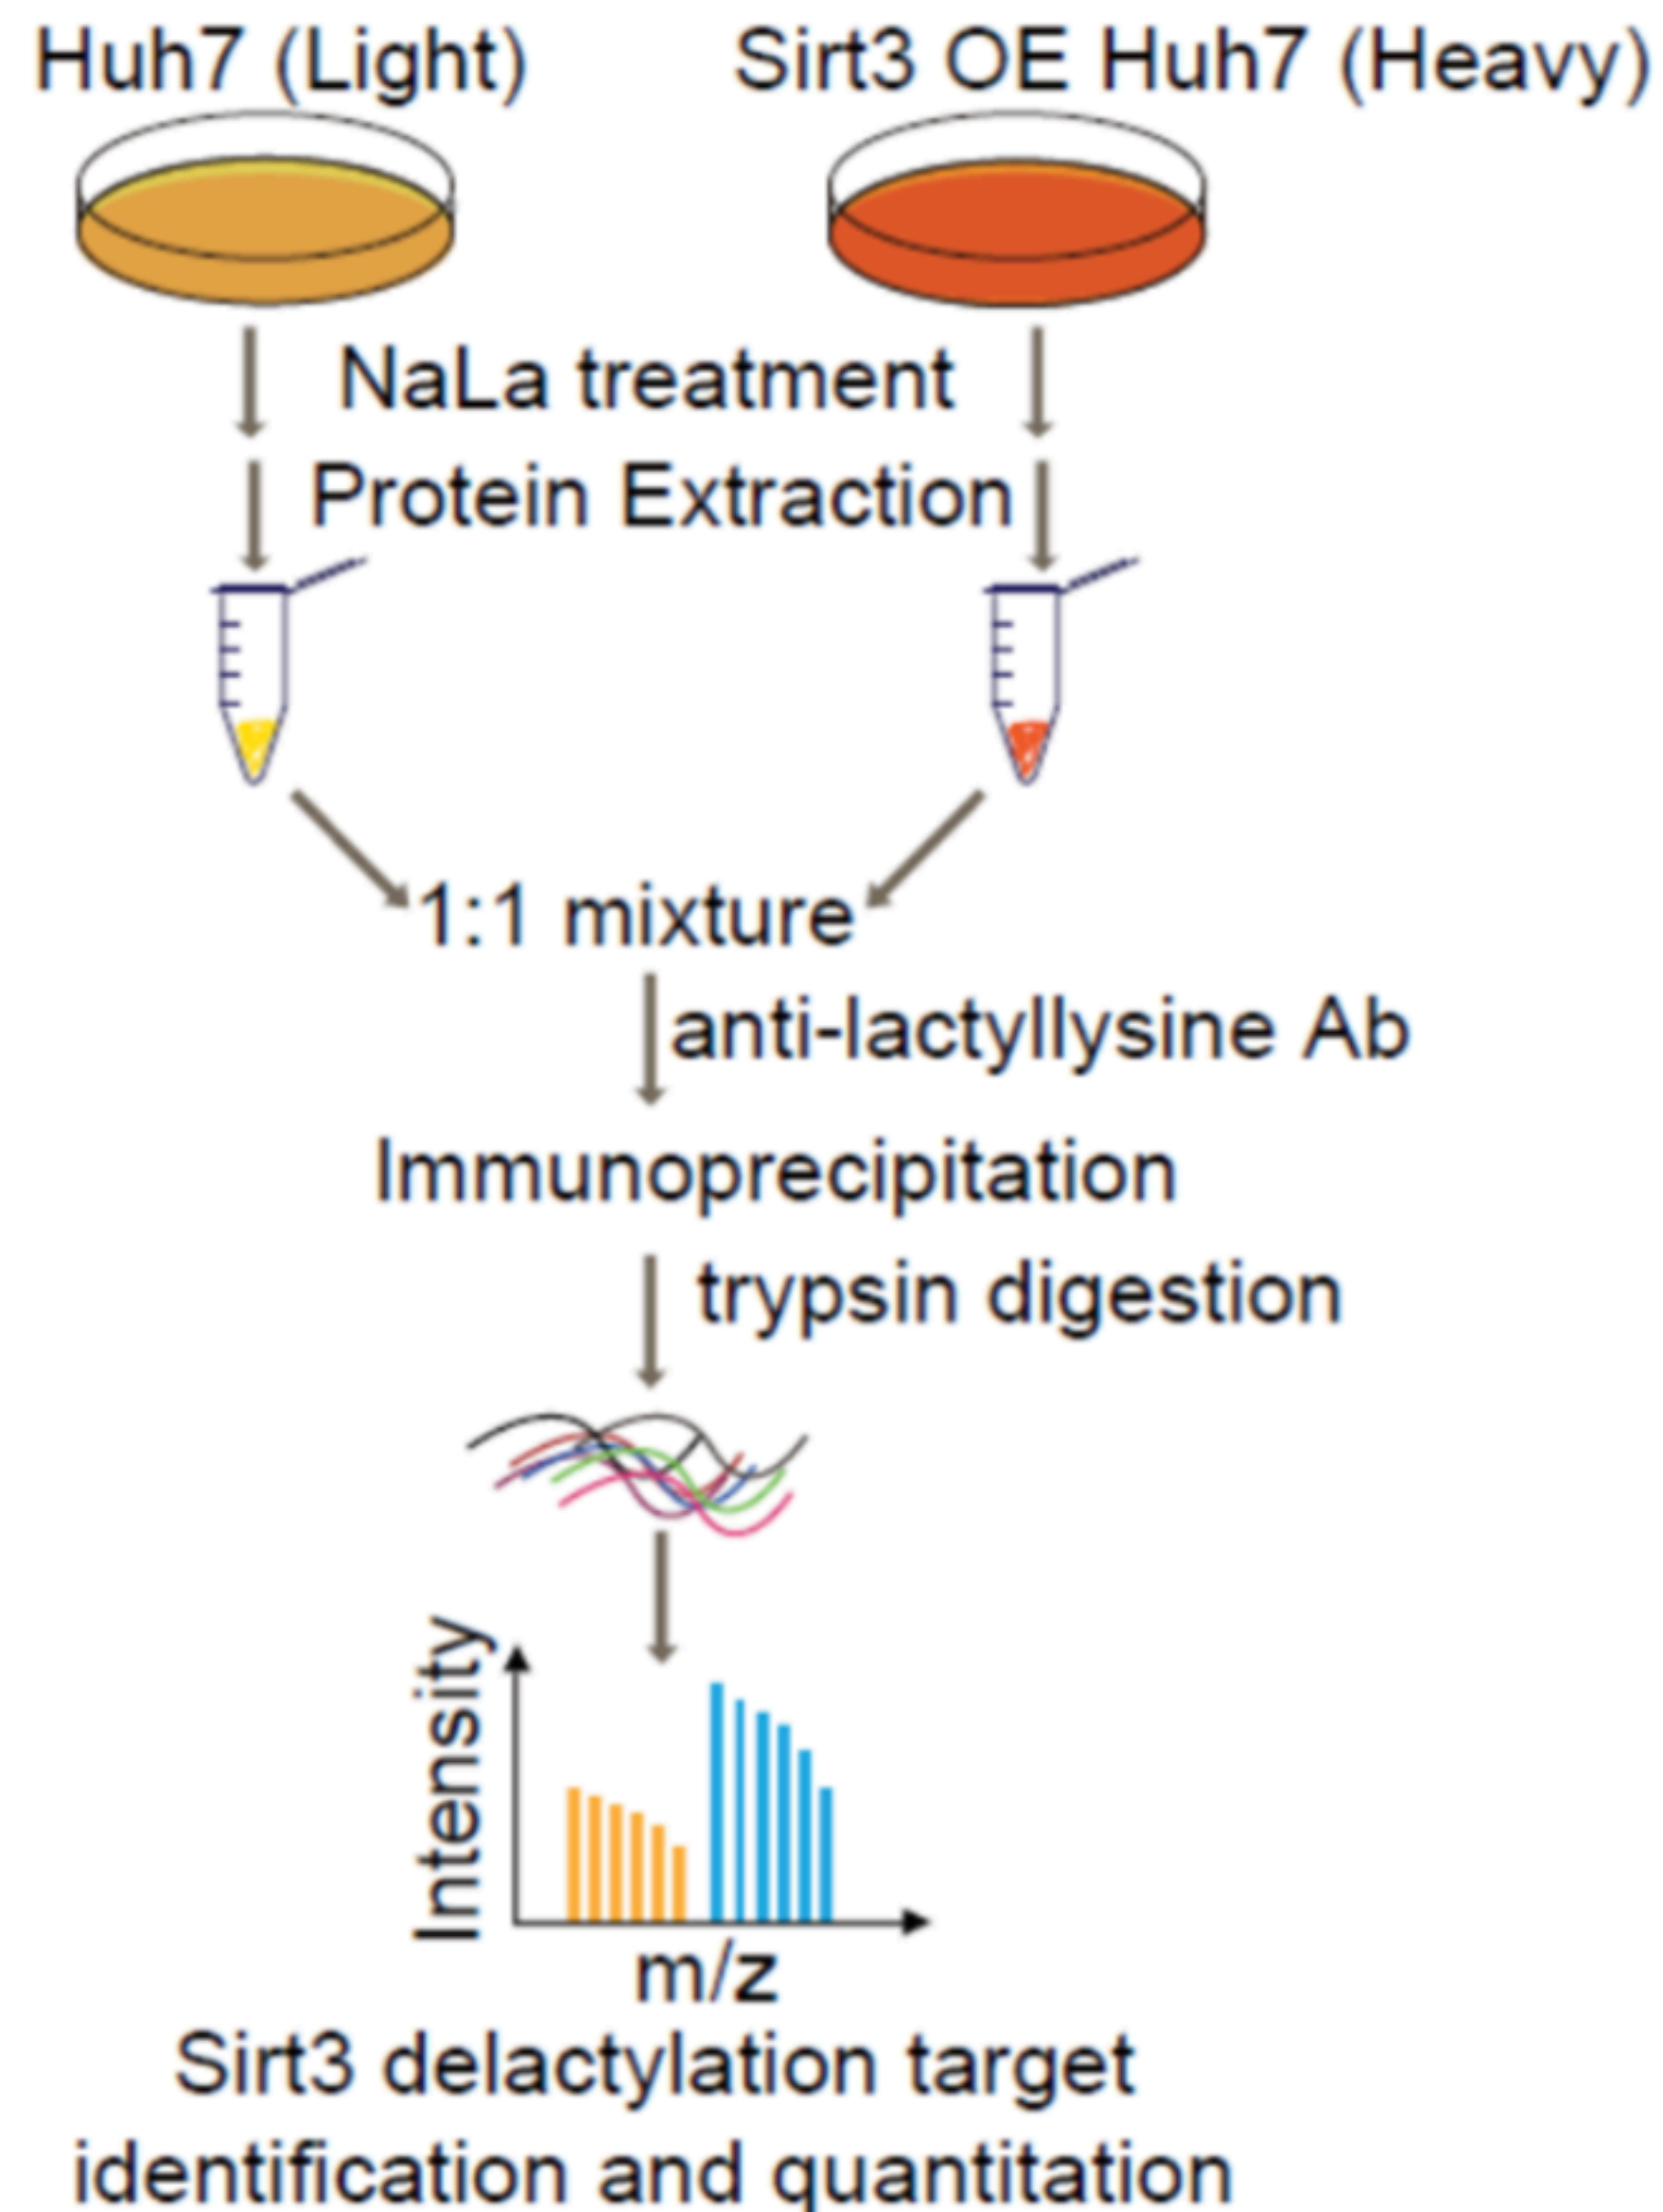 Huh7 (Light)
Sirt3 OE Huh7 (Heavy)
NaLa treatment
Protein Extraction
1:1 mixture
anti-lactyllysine Ab
Immunoprecipitation
trypsin digestion
Intensity
m/z
Sirt3 delactylation target
identification and quantitation